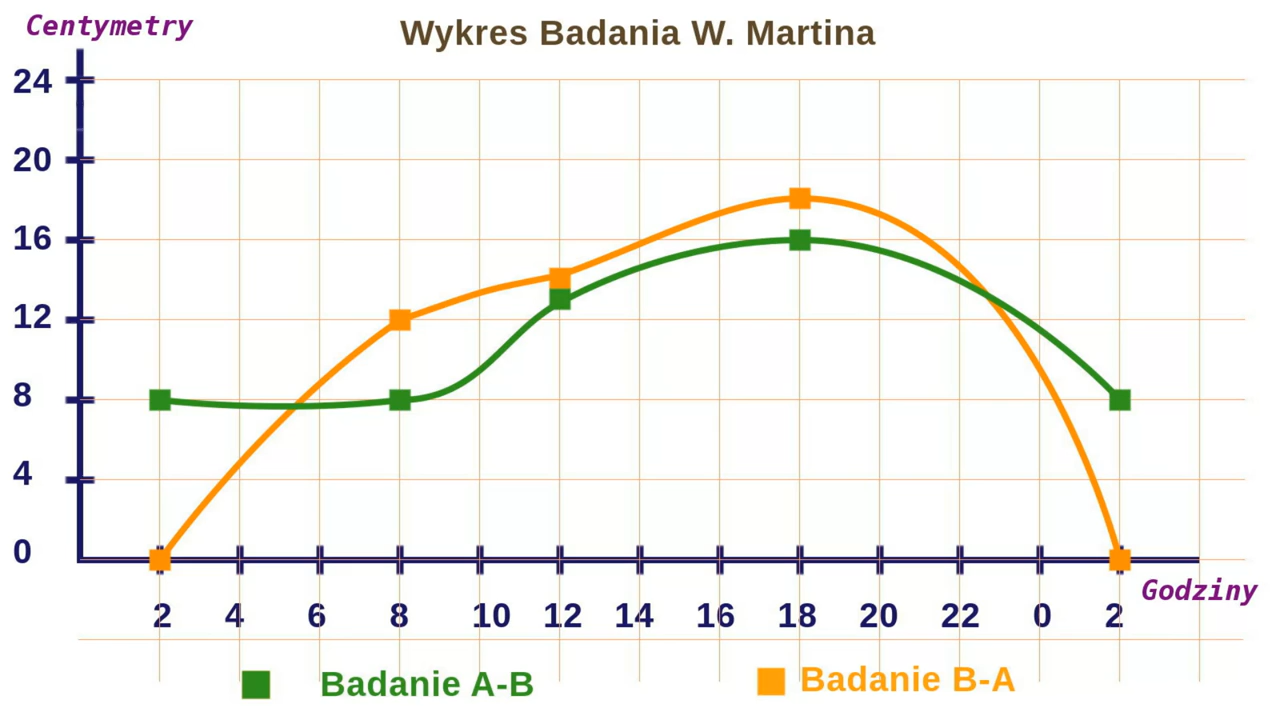 Centymetry
Wykres Badania W. Martina
24
20
16
12
8
4
0
2 4 6 8 10 12 14 16 18 20 22 0 2
Godziny
Badanie A-B
Badanie B-A